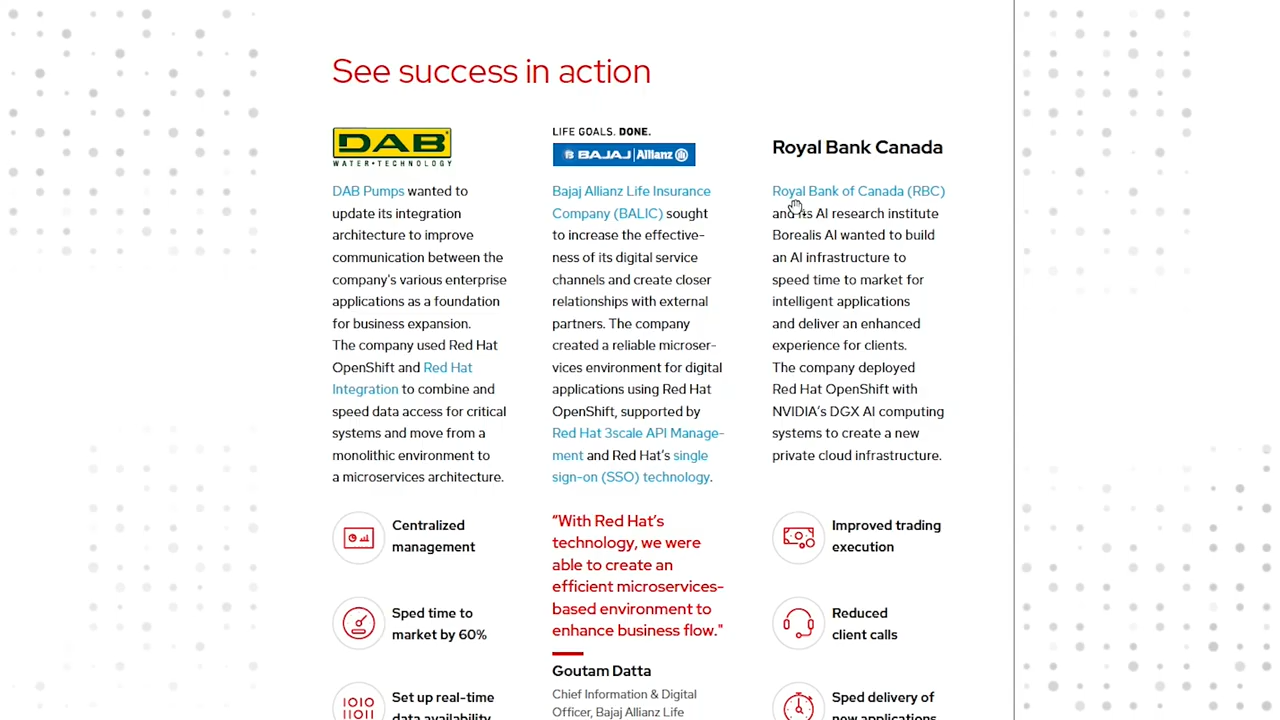 See success in action
DAB
WATER•TECHNOLOGY
DAB Pumps wanted to
update its integration
architecture to improve
communication between the
company's various enterprise
applications as a foundation
for business expansion.
The company used Red Hat
OpenShift and Red Hat
Integration to combine and
speed data access for critical
systems and move from a
monolithic environment to
a microservices architecture.
Centralized
management
Sped time to
market by 60%
Set up real-time
data availability
LIFE GOALS. DONE.
BAJAJ | Allianz
Bajaj Allianz Life Insurance
Company (BALIC) sought
to increase the effective-
ness of its digital service
channels and create closer
relationships with external
partners. The company
created a reliable microser-
vices environment for digital
applications using Red Hat
OpenShift, supported by
Red Hat 3scale API Manage-
ment and Red Hat’s single
sign-on (SSO) technology.
“With Red Hat’s
technology, we were
able to create an
efficient microservices-
based environment to
enhance business flow."
Goutam Datta
Chief Information & Digital
Officer, Bajaj Allianz Life
Royal Bank Canada
Royal Bank of Canada (RBC)
and its AI research institute
Borealis AI wanted to build
an AI infrastructure to
speed time to market for
intelligent applications
and deliver an enhanced
experience for clients.
The company deployed
Red Hat OpenShift with
NVIDIA’s DGX AI computing
systems to create a new
private cloud infrastructure.
Improved trading
execution
Reduced
client calls
Sped delivery of
new applications